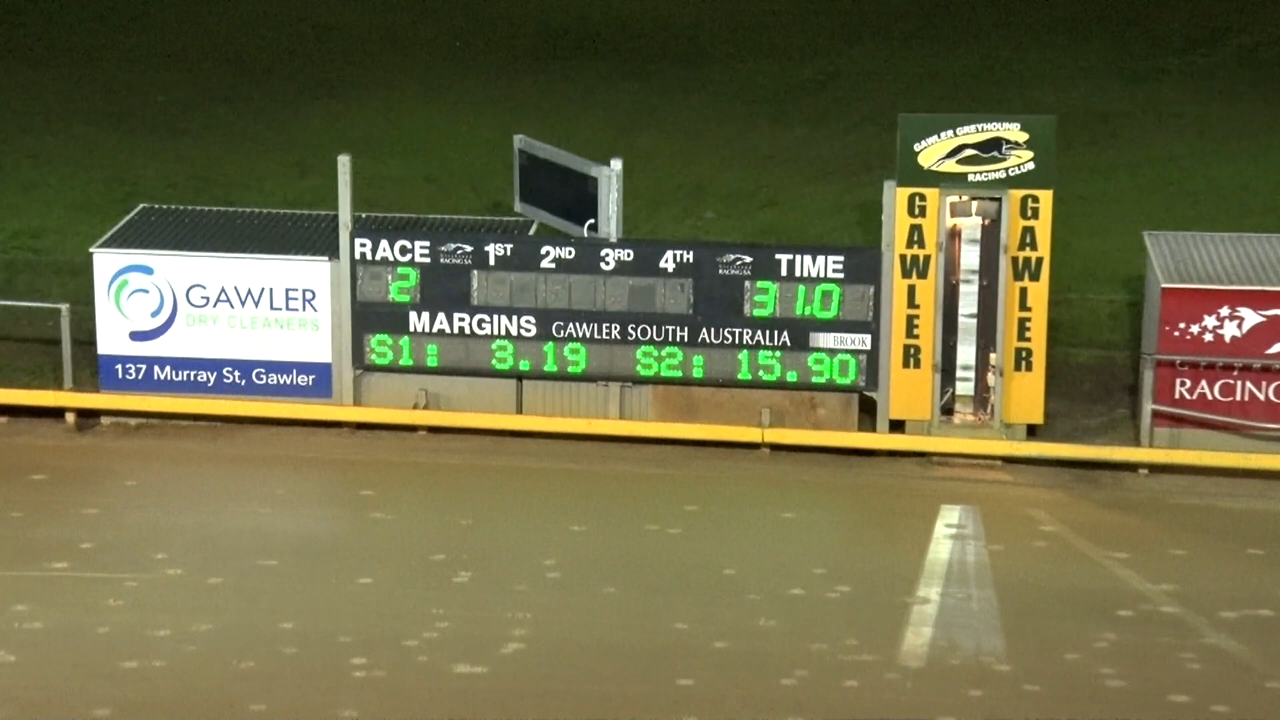 GAWLER GREYHOUND
RACING CLUB
GAWLER
GAWLER
RACE
1ST 2ND 3RD 4TH
TIME
2
31.0
MARGINS GAWLER SOUTH AUSTRALIA BROOK
S1: 3.19 S2: 15.90
GAWLER
DRY CLEANERS
137 Murray St, Gawler
RACING